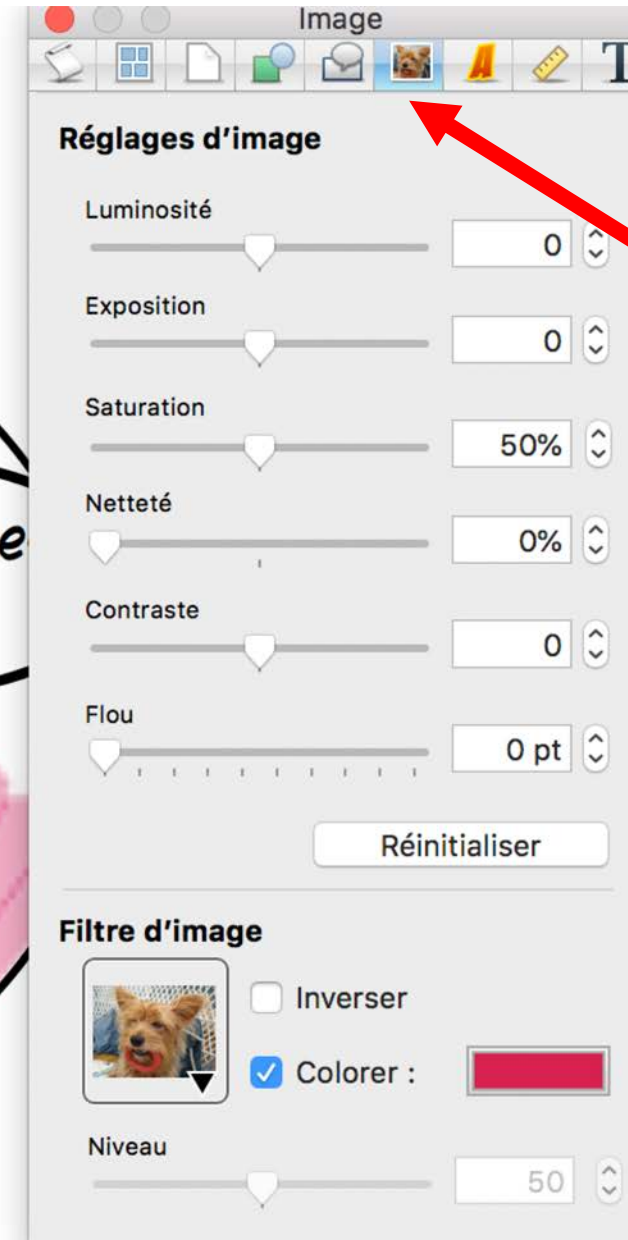 Image
Réglages d’image
Luminosité
0
Exposition
0
Saturation
50%
Netteté
0%
Contraste
0
Flou
0 pt
Réinitialiser
Filtre d’image
Inverser
Colorer :
Niveau
50
e